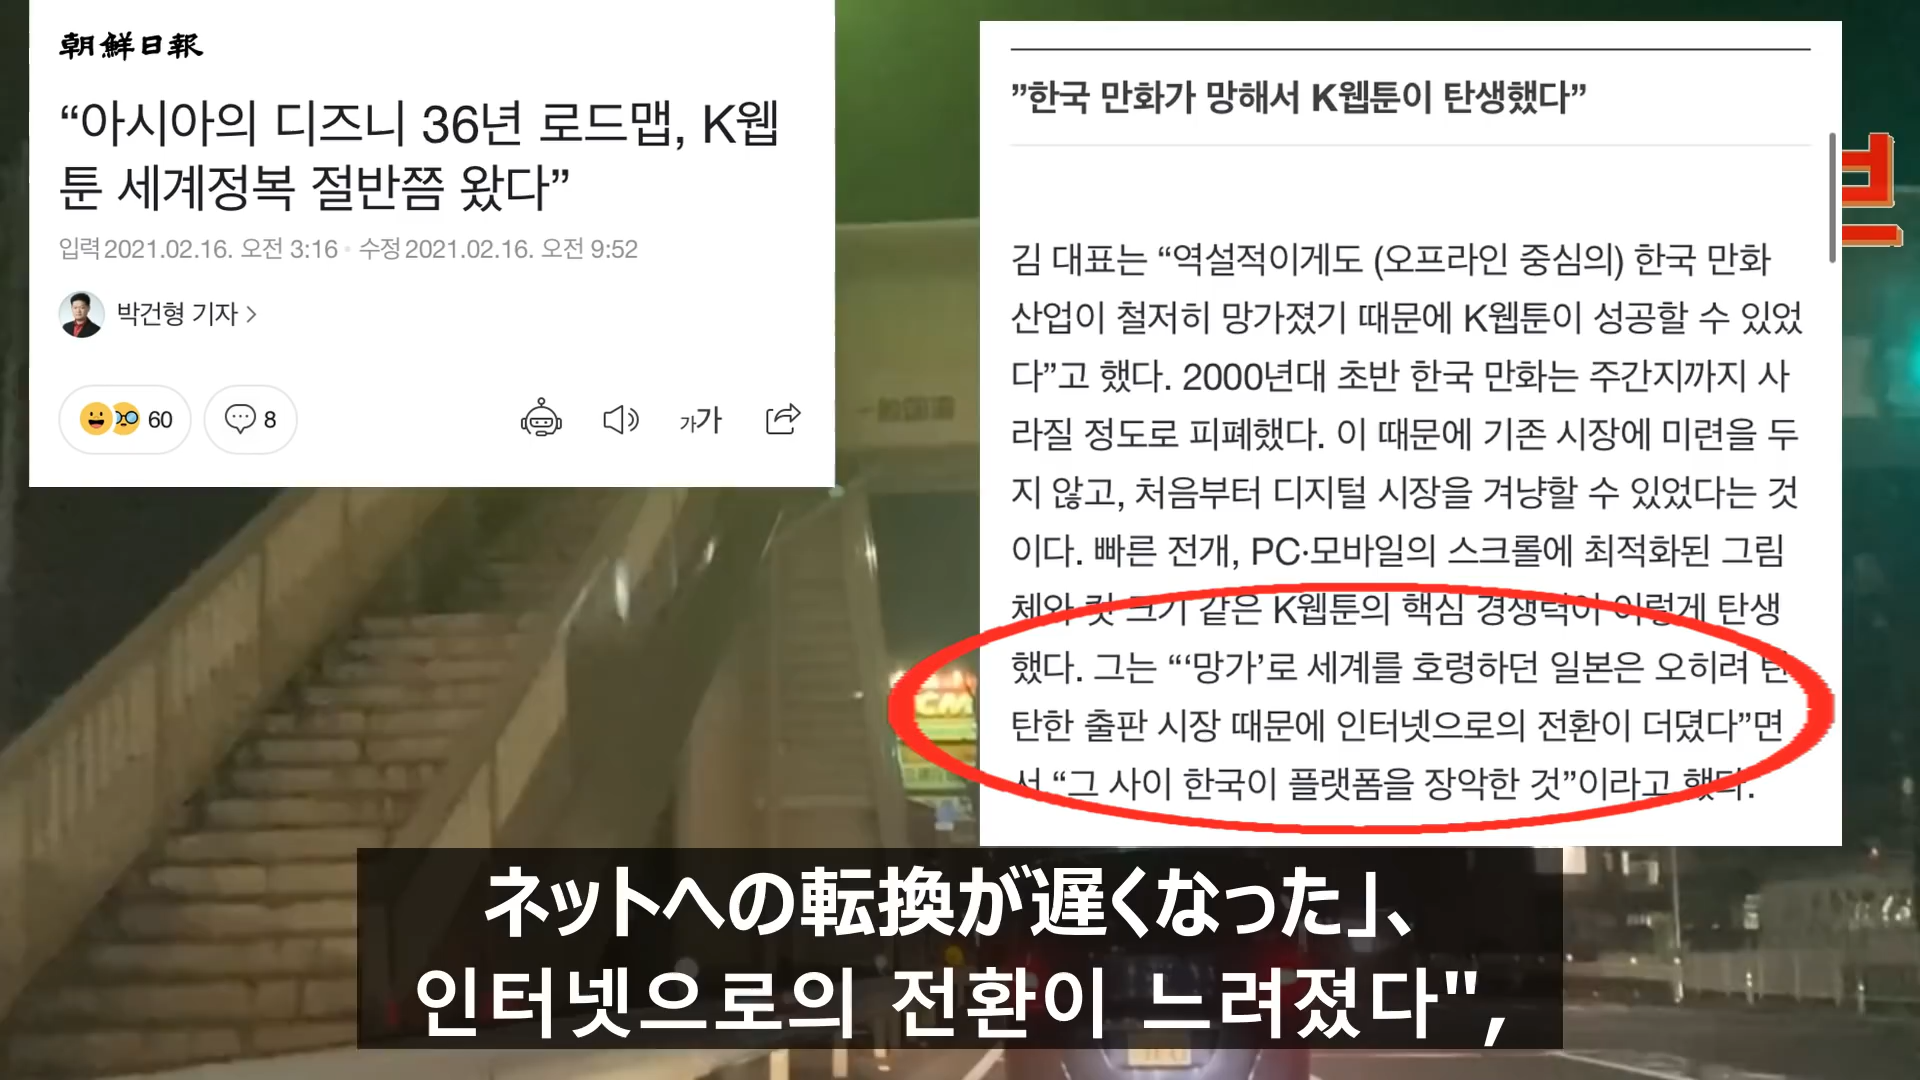 朝鮮日報
“아시아의 디즈니 36년 로드맵, K웹
툰 세계정복 절반쯤 왔다”
입력 2021.02.16. 오전 3:16 · 수정 2021.02.16. 오전 9:52
박건형 기자 >
60
8
가가
”한국 만화가 망해서 K웹툰이 탄생했다”
김 대표는 “역설적이게도 (오프라인 중심의) 한국 만화
산업이 철저히 망가졌기 때문에 K웹툰이 성공할 수 있었
다”고 했다. 2000년대 초반 한국 만화는 주간지까지 사
라질 정도로 피폐했다. 이 때문에 기존 시장에 미련을 두
지 않고, 처음부터 디지털 시장을 겨냥할 수 있었다는 것
이다. 빠른 전개, PC·모바일의 스크롤에 최적화된 그림
체와 컷 크기 같은 K웹툰의 핵심 경쟁력이 이렇게 탄생
했다. 그는 “‘망가’로 세계를 호령하던 일본은 오히려 탄
탄한 출판 시장 때문에 인터넷으로의 전환이 더뎠다”면
서 “그 사이 한국이 플랫폼을 장악한 것”이라고 했다.
ネットへの転換が遅くなった」、
인터넷으로의 전환이 느려졌다",